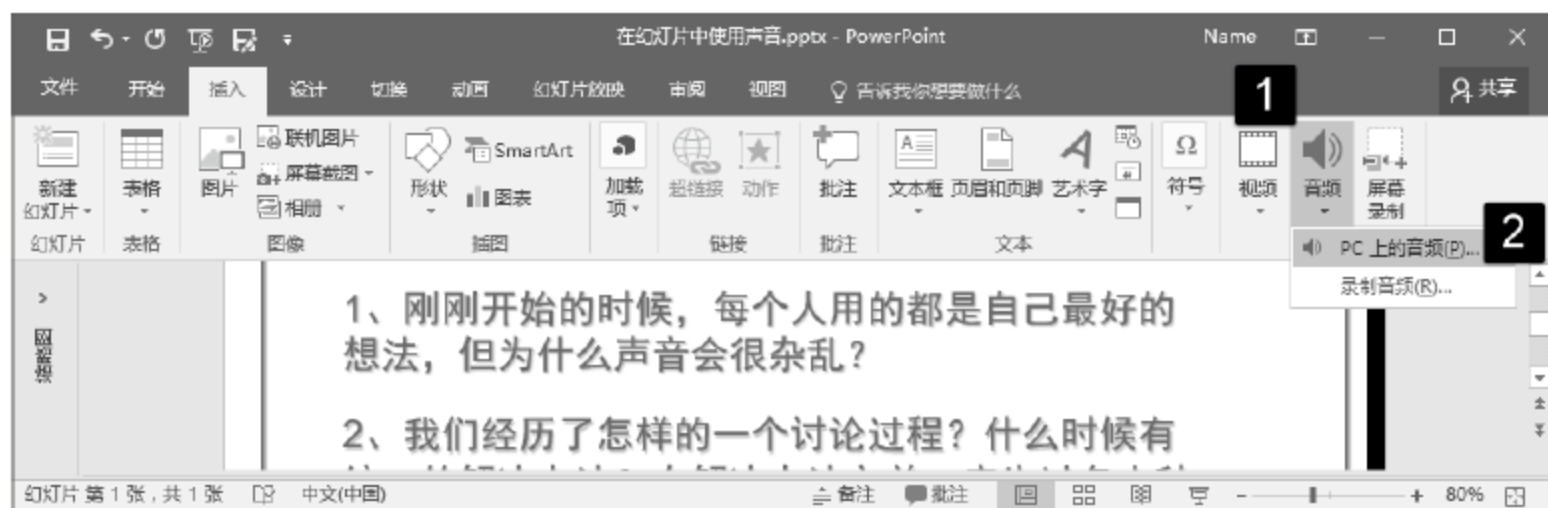 在幻灯片中使用声音.pptx - PowerPoint
Name
文件 开始 插入 设计 切换 动画 幻灯片放映 审阅 视图 告诉我你想要做什么 共享
1
新建幻灯片
表格
图片
联机图片
屏幕截图
相册
形状
SmartArt
图表
加载项
超链接
动作
批注
文本框
页眉和页脚
艺术字
Ω
符号
视频
音频
屏幕录制
幻灯片 表格 图像 插图 链接 批注 文本
PC 上的音频(P)...
2
录制音频(R)...
缩略图
1、刚刚开始的时候，每个人用的都是自己最好的
想法，但为什么声音会很杂乱？
2、我们经历了怎样的一个讨论过程？什么时候有
幻灯片 第 1 张，共 1 张 中文(中国) 备注 批注 80%